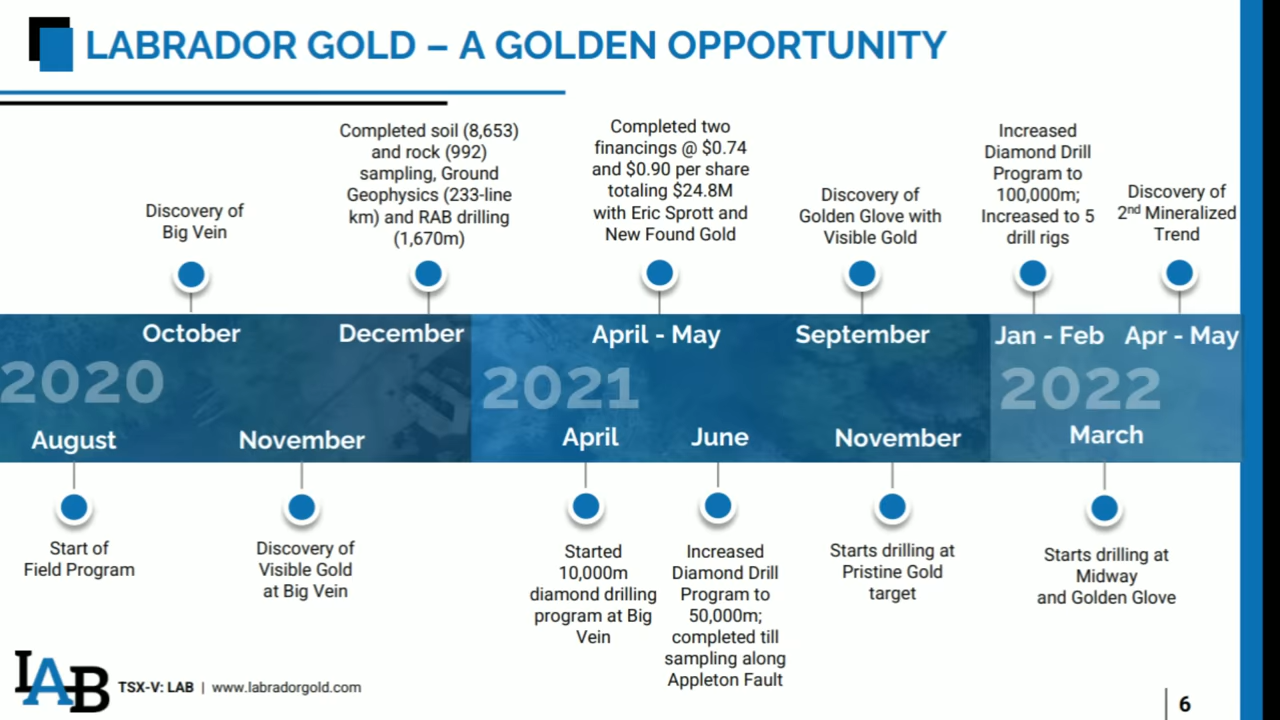 LABRADOR GOLD – A GOLDEN OPPORTUNITY
Discovery of
Big Vein
Completed soil (8,653)
and rock (992)
sampling, Ground
Geophysics (233-line
km) and RAB drilling
(1,670m)
Completed two
financings @ $0.74
and $0.90 per share
totaling $24.8M
with Eric Sprott and
New Found Gold
Discovery of
Golden Glove with
Visible Gold
Increased
Diamond Drill
Program to
100,000m;
Increased to 5
drill rigs
Discovery of
2nd Mineralized
Trend
October
December
April - May
September
Jan - Feb
Apr - May
2020
2021
2022
August
November
April
June
November
March
Start of
Field Program
Discovery of
Visible Gold
at Big Vein
Started
10,000m
diamond drilling
program at Big
Vein
Increased
Diamond Drill
Program to
50,000m;
completed till
sampling along
Appleton Fault
Starts drilling at
Pristine Gold
target
Starts drilling at
Midway
and Golden Glove
LAB
TSX-V: LAB | www.labradorgold.com
6